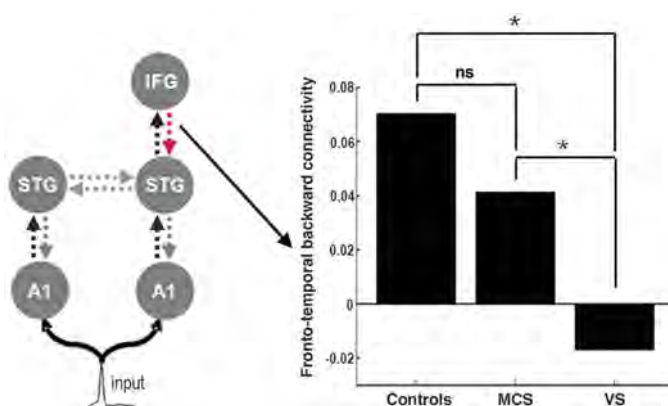 IFG
STG
STG
A1
A1
input
Fronto-temporal backward connectivity
0.08
0.06
0.04
0.02
0
-0.02
*
ns
*
Controls
MCS
VS